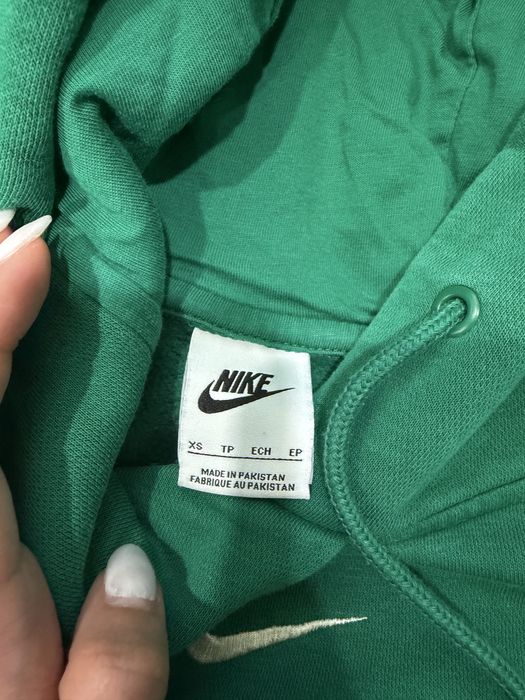 NIKE
XS TP ECH EP
MADE IN PAKISTAN
FABRIQUE AU PAKISTAN